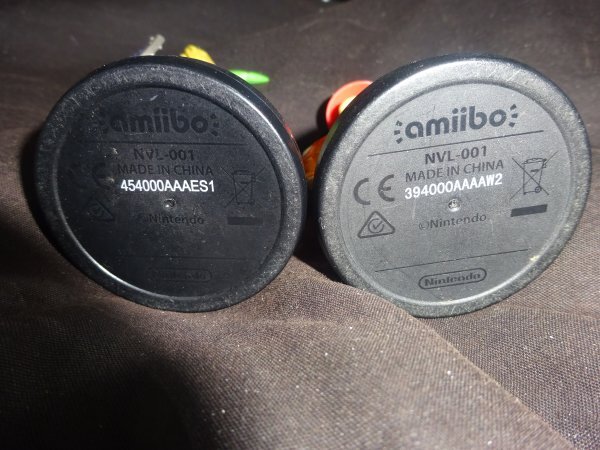 amiibo
NVL-001
MADE IN CHINA
454000AAAES1
CE
©Nintendo
Nintendo
amiibo
NVL-001
MADE IN CHINA
394000AAAAW2
CE
©Nintendo
Nintendo